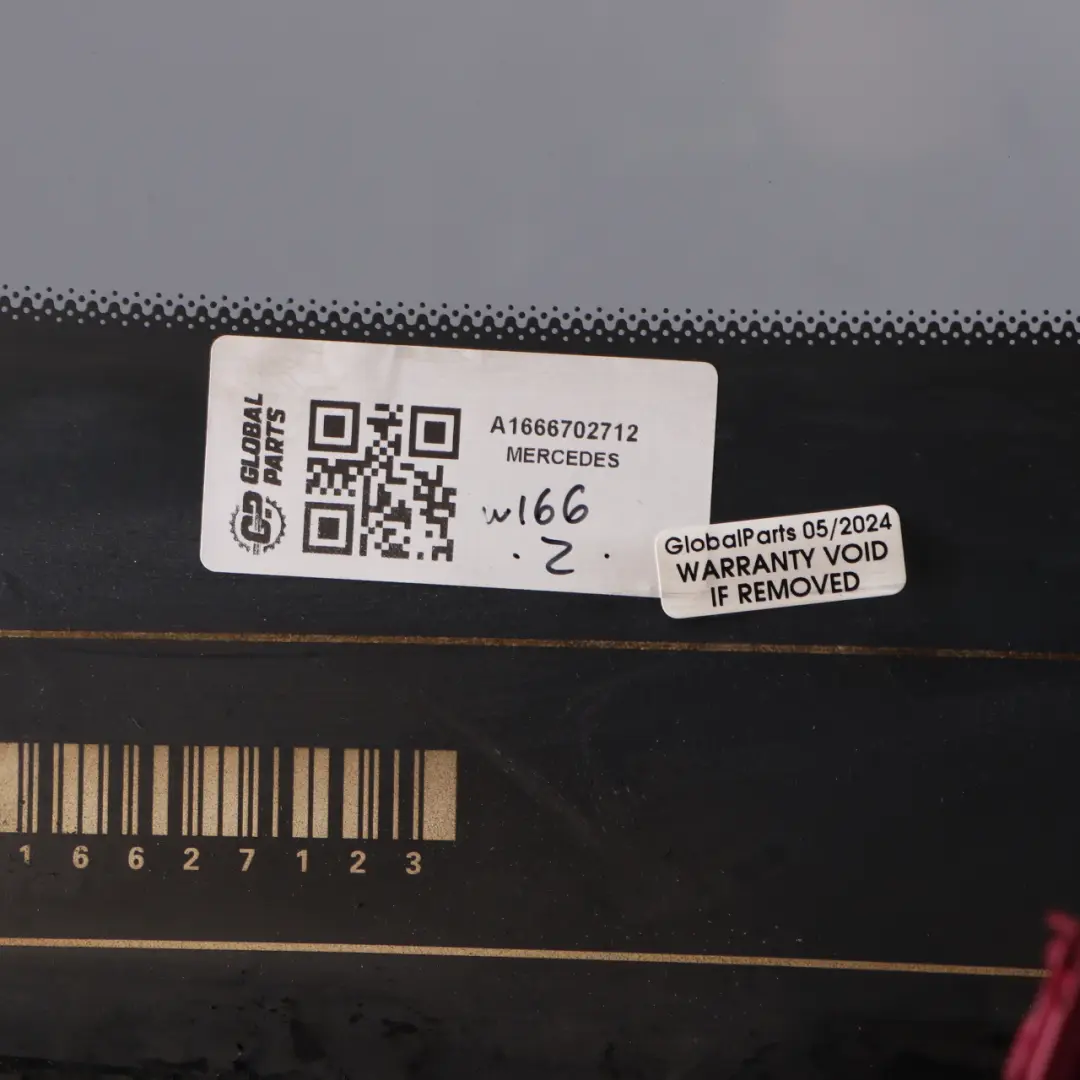 GLOBAL
PARTS
A1666702712
MERCEDES
w166
. Z .
GlobalParts 05/2024
WARRANTY VOID
IF REMOVED
1 6 6 2 7 1 2 3